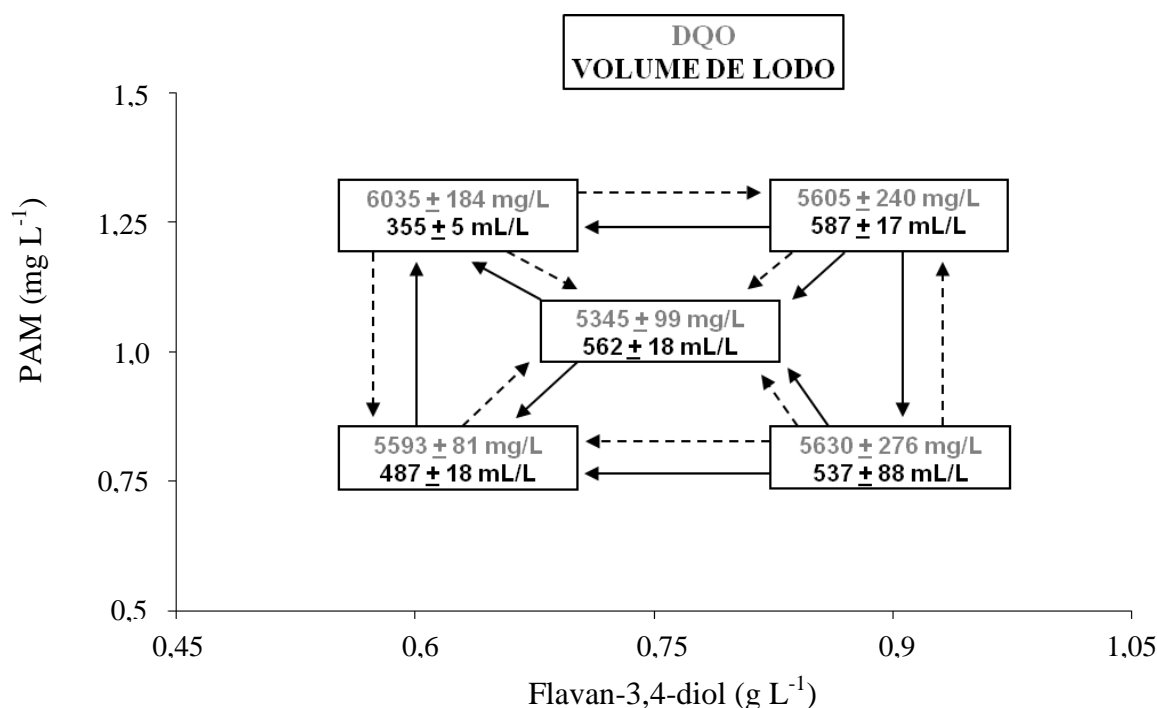 DQO
VOLUME DE LODO
PAM (mg L⁻¹)
1,5
1,25
1,0
0,75
0,5
6035 ± 184 mg/L
355 ± 5 mL/L
5605 ± 240 mg/L
587 ± 17 mL/L
5345 ± 99 mg/L
562 ± 18 mL/L
5593 ± 81 mg/L
487 ± 18 mL/L
5630 ± 276 mg/L
537 ± 88 mL/L
0,45
0,6
0,75
0,9
1,05
Flavan-3,4-diol (g L⁻¹)